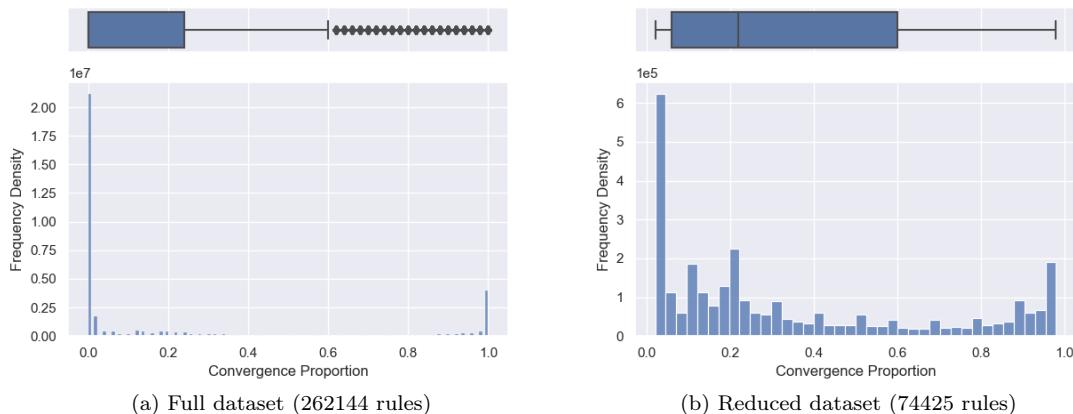 1e7
2.00
1.75
1.50
1.25
1.00
0.75
0.50
0.25
0.00
Frequency Density
0.0 0.2 0.4 0.6 0.8 1.0
Convergence Proportion
(a) Full dataset (262144 rules)
1e5
6
5
4
3
2
1
0
Frequency Density
0.0 0.2 0.4 0.6 0.8 1.0
Convergence Proportion
(b) Reduced dataset (74425 rules)